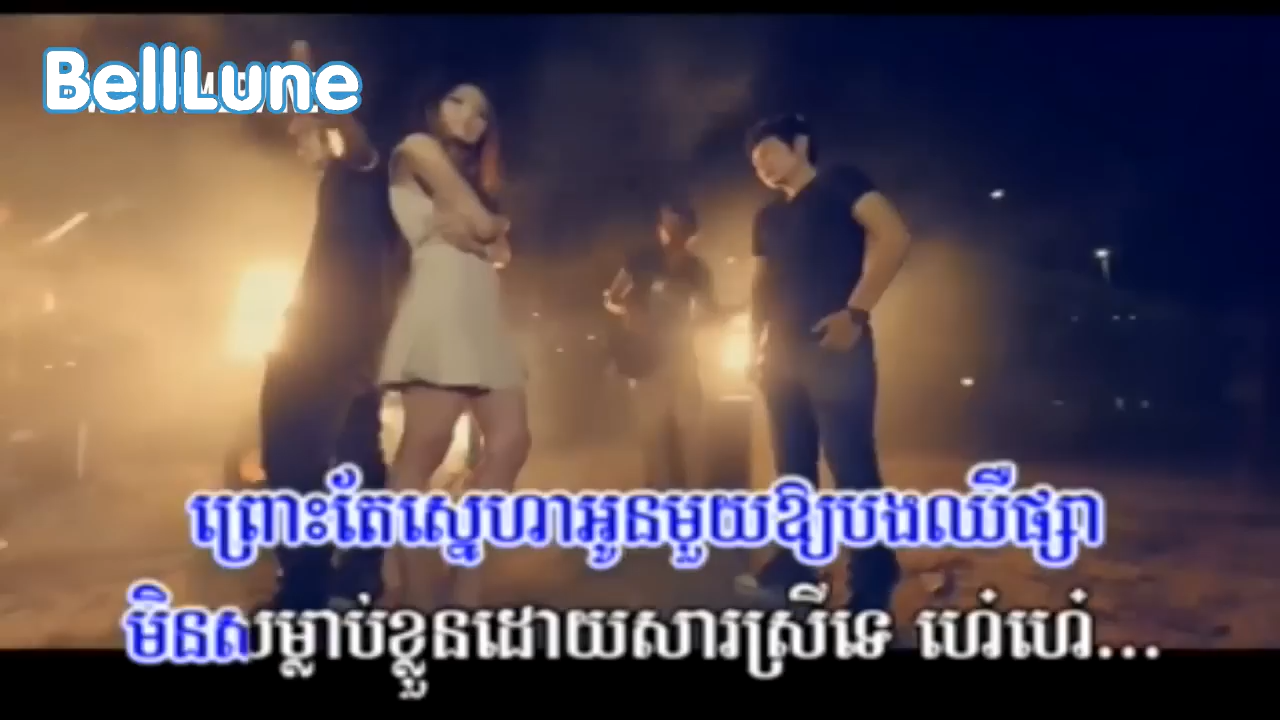 BellLune
ព្រោះតែស្នេហាអូនមួយឱ្យបងឈឺផ្សា
មិនសម្លាប់ខ្លួនដោយសារស្រីទេ ហេំហេំ...